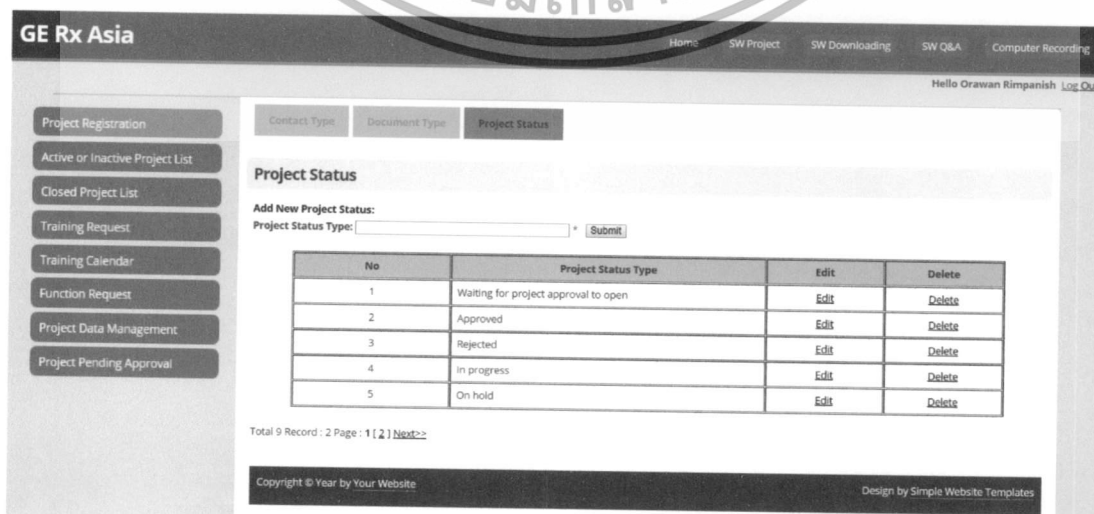 GE Rx Asia
Home SW Project SW Downloading SW Q&A Computer Recording
Hello Orawan Rimpanish Log Ou
Project Registration
Active or Inactive Project List
Closed Project List
Training Request
Training Calendar
Function Request
Project Data Management
Project Pending Approval
Contact Type Document Type Project Status
Project Status
Add New Project Status:
Project Status Type: * Submit
No Project Status Type Edit Delete
1 Waiting for project approval to open Edit Delete
2 Approved Edit Delete
3 Rejected Edit Delete
4 In progress Edit Delete
5 On hold Edit Delete
Total 9 Record : 2 Page : 1 [ 2 ] Next>>
Copyright © Year by Your Website
Design by Simple Website Templates